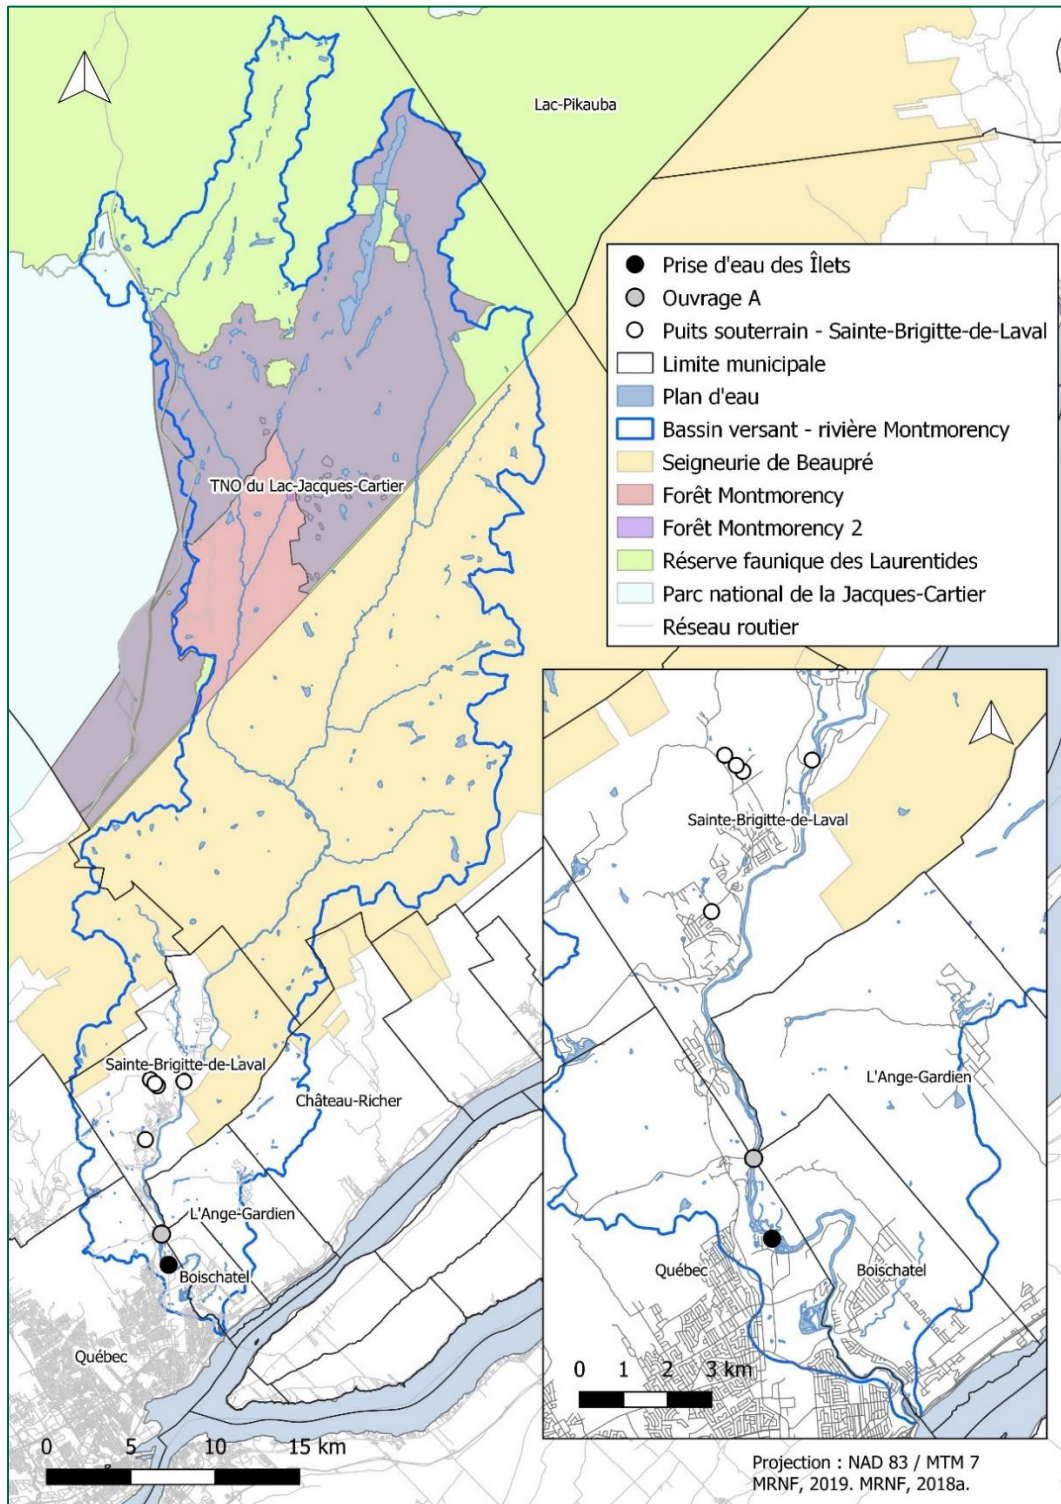 Lac-Pikauba
Prise d'eau des Îlets
Ouvrage A
Puits souterrain - Sainte-Brigitte-de-Laval
Limite municipale
Plan d'eau
Bassin versant - rivière Montmorency
Seigneurie de Beaupré
Forêt Montmorency
Forêt Montmorency 2
Réserve faunique des Laurentides
Parc national de la Jacques-Cartier
Réseau routier
TNO du Lac-Jacques-Cartier
Sainte-Brigitte-de-Laval
Château-Richer
L'Ange-Gardien
Boischatel
Québec
0 5 10 15 km
Sainte-Brigitte-de-Laval
L'Ange-Gardien
Québec
Boischatel
0 1 2 3 km
Projection : NAD 83 / MTM 7
MRNF, 2019. MRNF, 2018a.